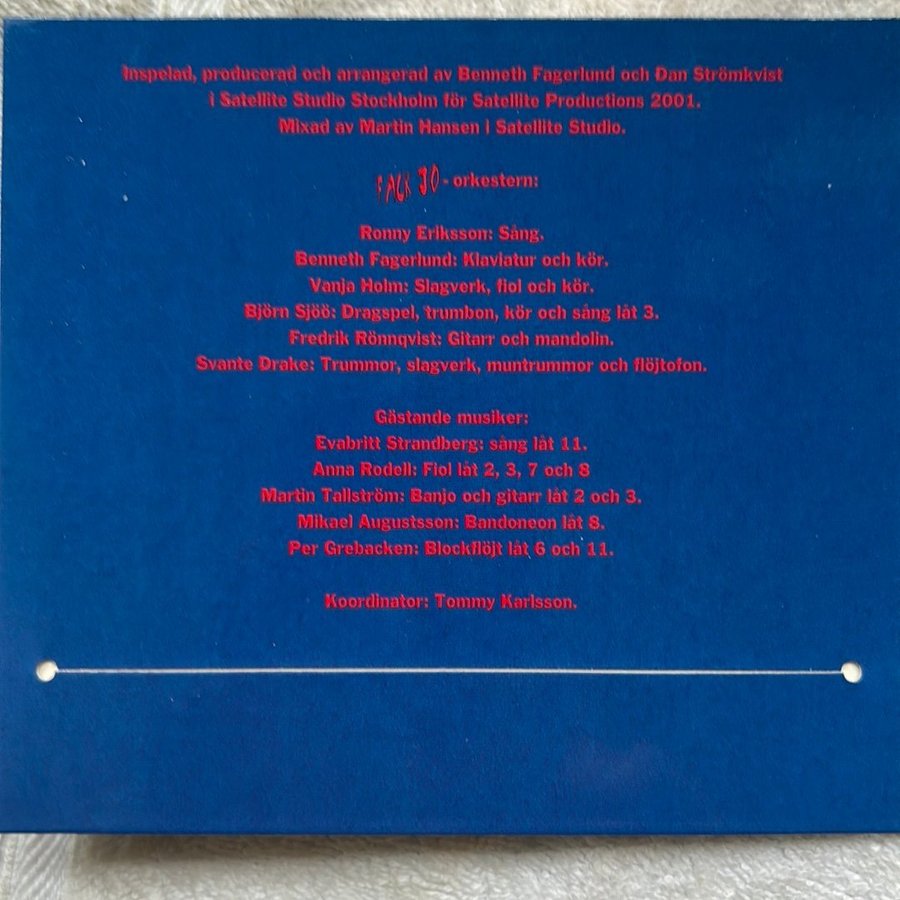 Inspelad, producerad och arrangerad av Benneth Fagerlund och Dan Strömkvist
i Satellite Studio Stockholm för Satellite Productions 2001.
Mixad av Martin Hansen i Satellite Studio.
FACK JO - orkestern:
Ronny Eriksson: Sång.
Benneth Fagerlund: Klaviatur och kör.
Vanja Holm: Slagverk, fiol och kör.
Björn Sjöö: Dragspel, trumbon, kör och sång låt 3.
Fredrik Rönnqvist: Gitarr och mandolin.
Svante Drake: Trummor, slagverk, muntrummor och flöjtofon.
Gästande musiker:
Evabritt Strandberg: sång låt 11.
Anna Rodell: Fiol låt 2, 3, 7 och 8
Martin Tallström: Banjo och gitarr låt 2 och 3.
Mikael Augustsson: Bandoneon låt 8.
Per Grebacken: Blockflöjt låt 6 och 11.
Koordinator: Tommy Karlsson.